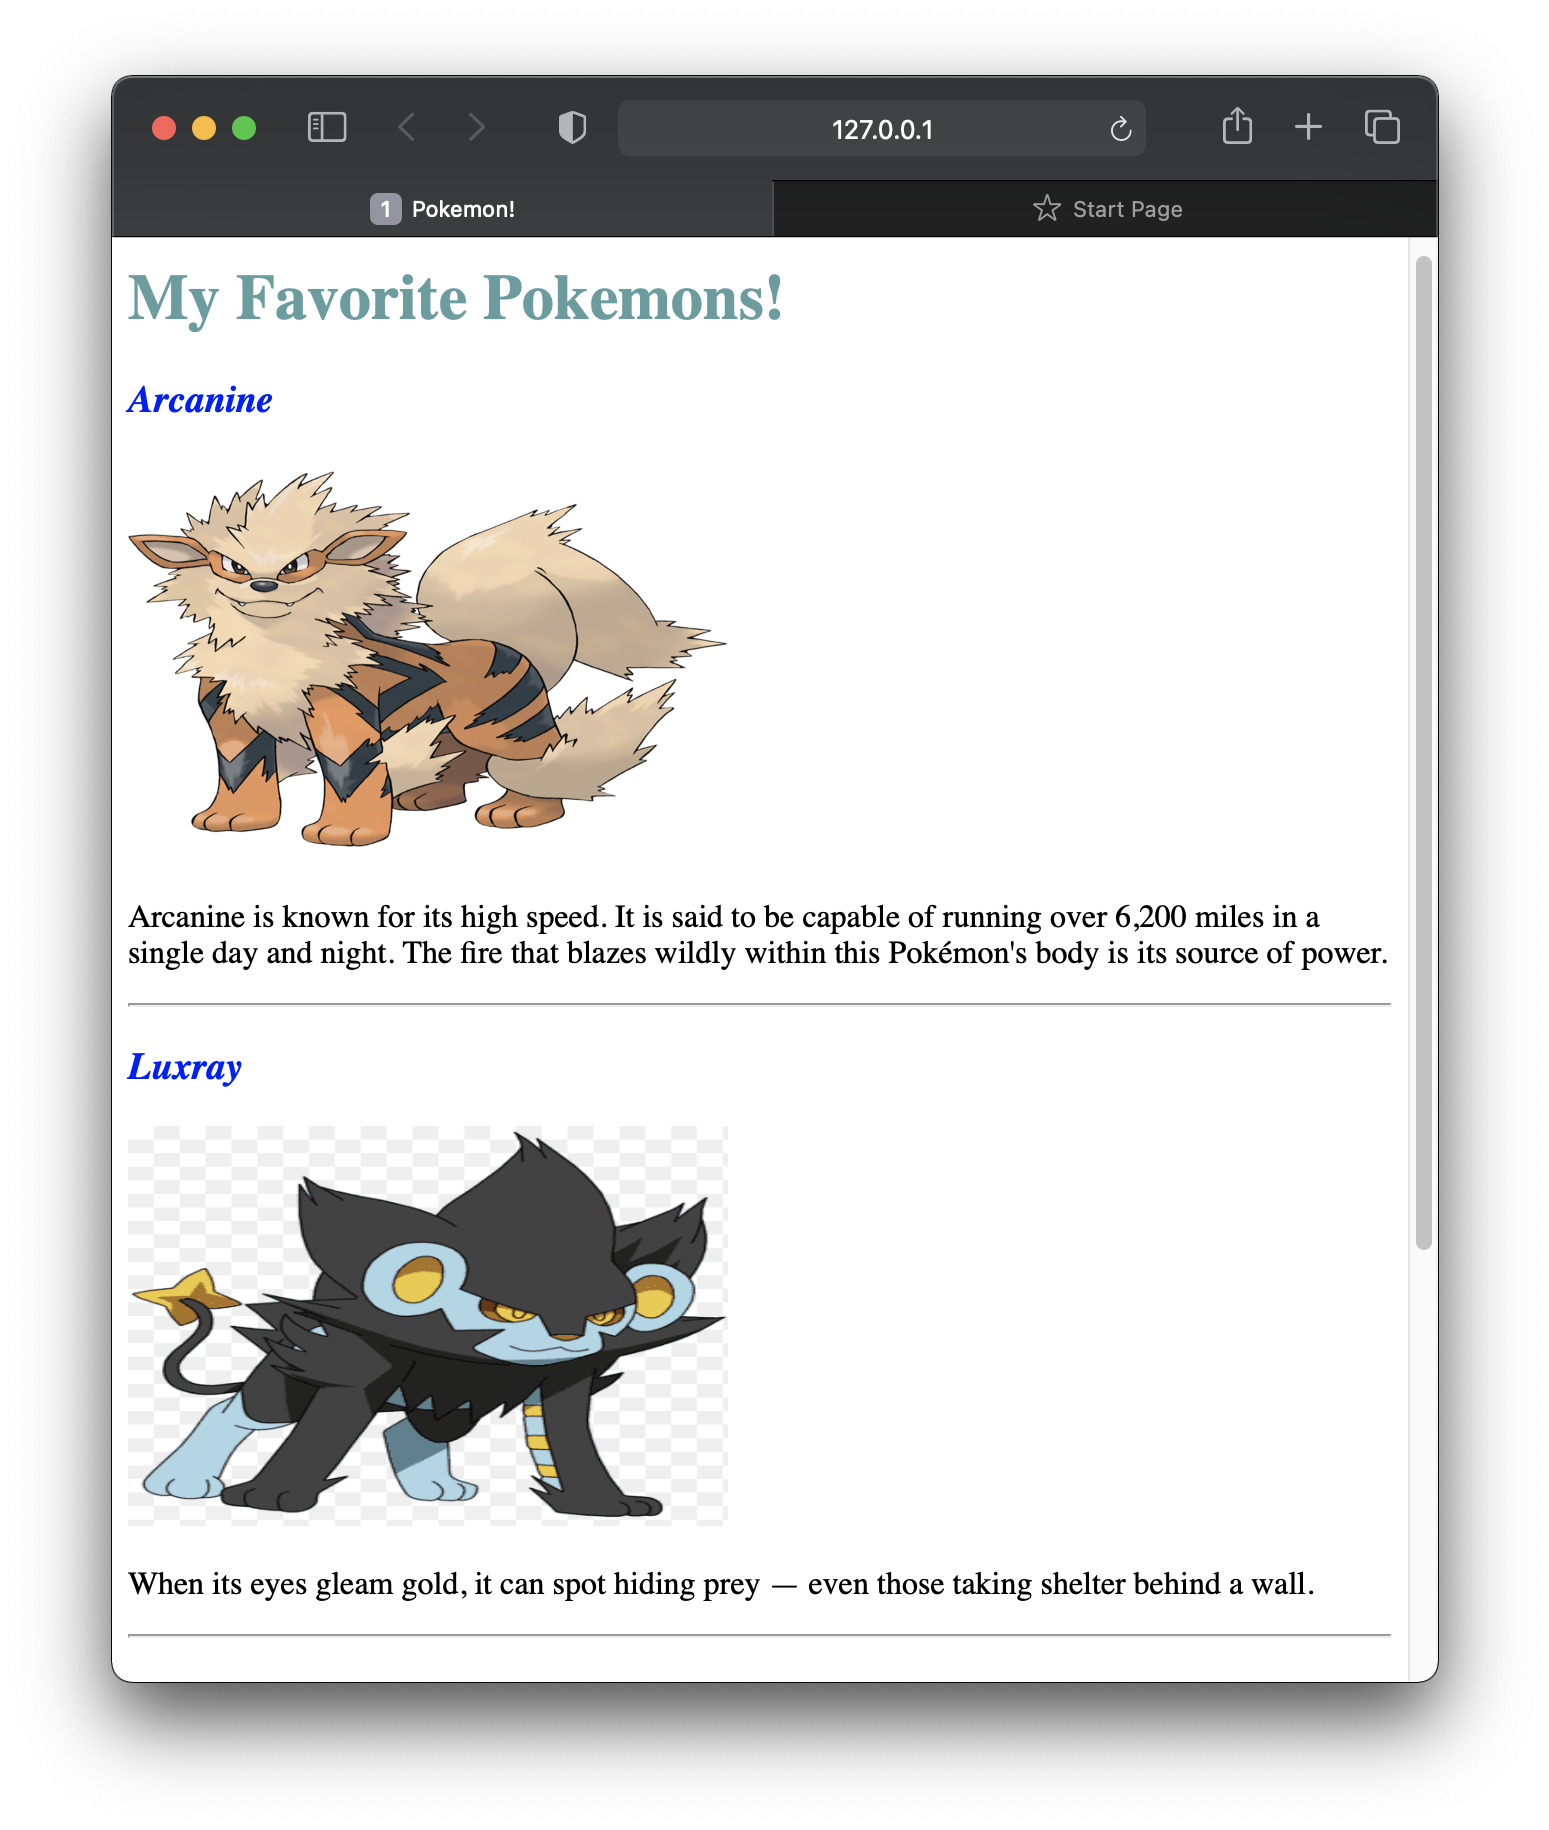 127.0.0.1
1 Pokemon!
Start Page
My Favorite Pokemons!
Arcanine
Arcanine is known for its high speed. It is said to be capable of running over 6,200 miles in a
single day and night. The fire that blazes wildly within this Pokémon's body is its source of power.
Luxray
When its eyes gleam gold, it can spot hiding prey — even those taking shelter behind a wall.